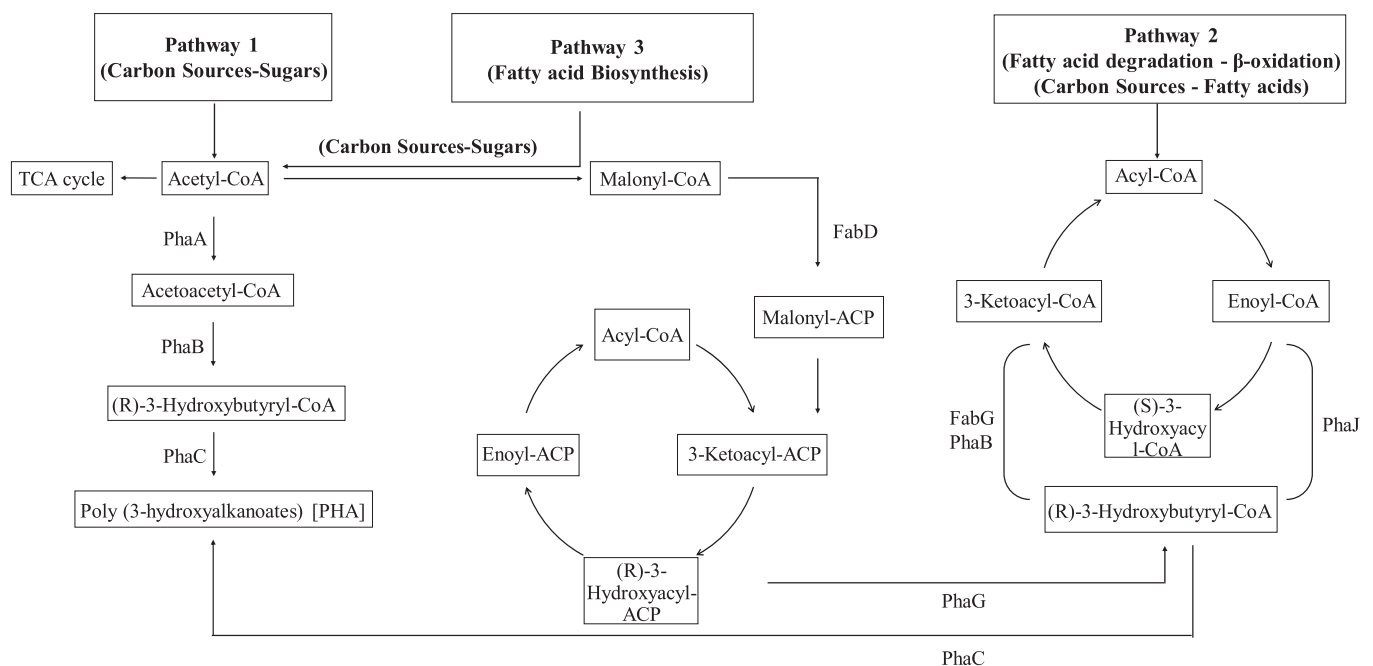 Pathway 1
(Carbon Sources-Sugars)
Pathway 3
(Fatty acid Biosynthesis)
Pathway 2
(Fatty acid degradation - β-oxidation)
(Carbon Sources - Fatty acids)
(Carbon Sources-Sugars)
TCA cycle
Acetyl-CoA
Malonyl-CoA
Acyl-CoA
PhaA
FabD
Acetoacetyl-CoA
3-Ketoacyl-CoA
Enoyl-CoA
Malonyl-ACP
Acyl-CoA
PhaB
(R)-3-Hydroxybutyryl-CoA
(S)-3-
Hydroxyacy
l-CoA
FabG
PhaB
PhaJ
PhaC
Enoyl-ACP
3-Ketoacyl-ACP
Poly (3-hydroxyalkanoates) [PHA]
(R)-3-Hydroxybutyryl-CoA
(R)-3-
Hydroxyacyl-
ACP
PhaG
PhaC